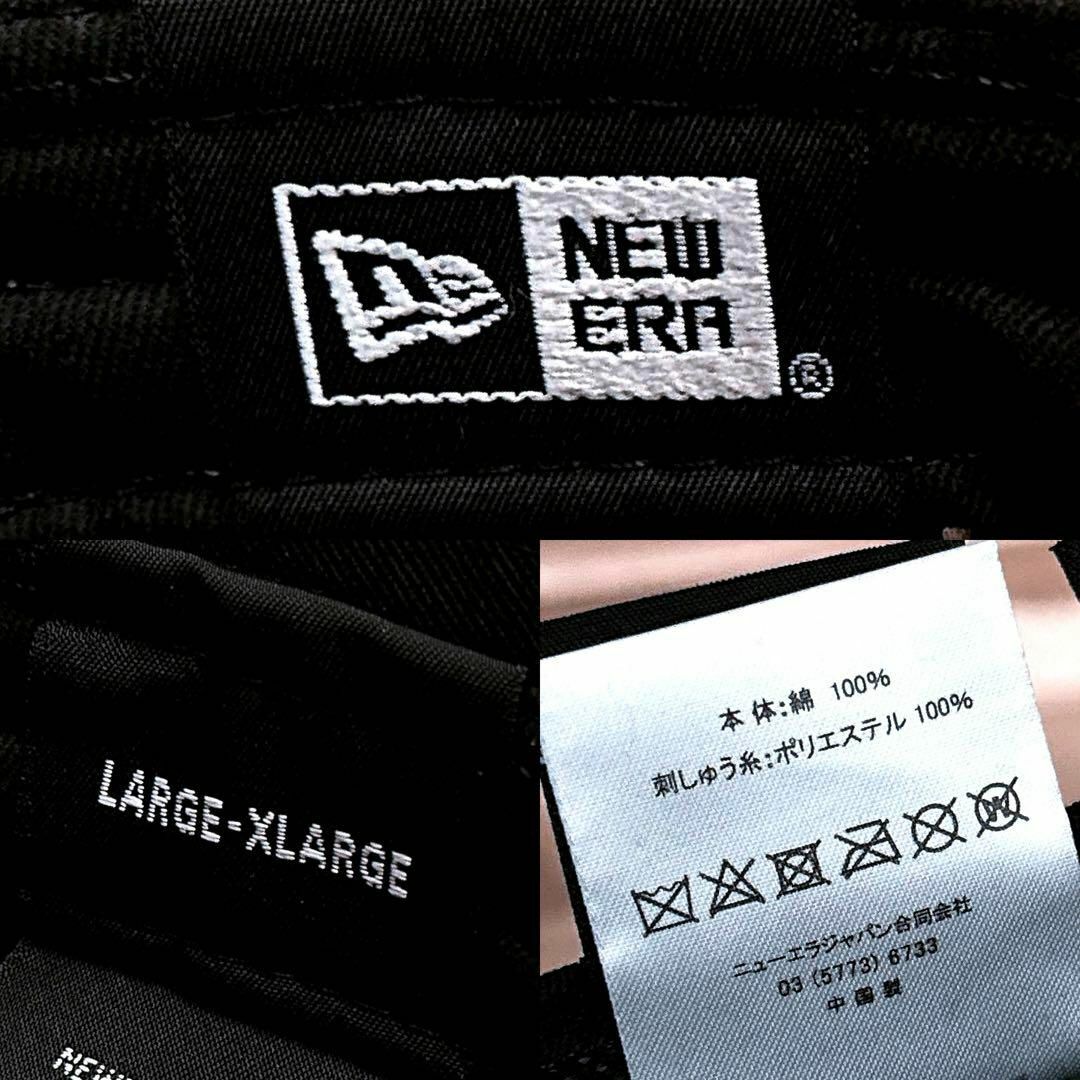 NEW
ERA
®
LARGE-XLARGE
本体:綿 100%
刺しゅう糸:ポリエステル 100%
ニューエラジャパン合同会社
03 (5773) 6733
中国製